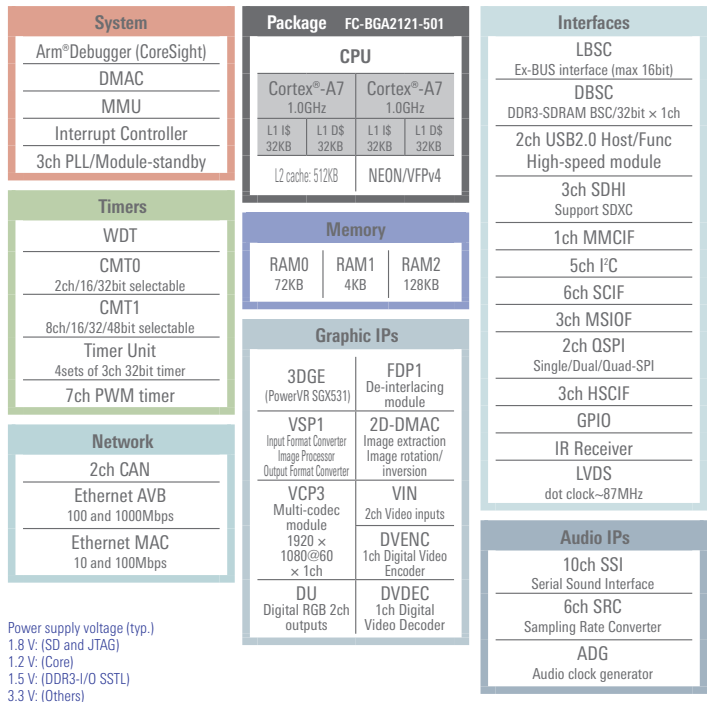 System
Arm®Debugger (CoreSight)
DMAC
MMU
Interrupt Controller
3ch PLL/Module-standby
Timers
WDT
CMT0
2ch/16/32bit selectable
CMT1
8ch/16/32/48bit selectable
Timer Unit
4sets of 3ch 32bit timer
7ch PWM timer
Network
2ch CAN
Ethernet AVB
100 and 1000Mbps
Ethernet MAC
10 and 100Mbps
Power supply voltage (typ.)
1.8 V: (SD and JTAG)
1.2 V: (Core)
1.5 V: (DDR3-I/O SSTL)
3.3 V: (Others)
Package FC-BGA2121-501
CPU
Cortex®-A7 Cortex®-A7
1.0GHz 1.0GHz
L1 I$ L1 D$ L1 I$ L1 D$
32KB 32KB 32KB 32KB
L2 cache: 512KB NEON/VFPv4
Memory
RAM0 RAM1 RAM2
72KB 4KB 128KB
Graphic IPs
3DGE
(PowerVR SGX531)
FDP1
De-interlacing
module
VSP1
Input Format Converter
Image Processor
Output Format Converter
2D-DMAC
Image extraction
Image rotation/
inversion
VCP3
Multi-codec
module
1920 ×
1080@60
× 1ch
VIN
2ch Video inputs
DVENC
1ch Digital Video
Encoder
DU
Digital RGB 2ch
outputs
DVDEC
1ch Digital
Video Decoder
Interfaces
LBSC
Ex-BUS interface (max 16bit)
DBSC
DDR3-SDRAM BSC/32bit × 1ch
2ch USB2.0 Host/Func
High-speed module
3ch SDHI
Support SDXC
1ch MMCIF
5ch I²C
6ch SCIF
3ch MSIOF
2ch QSPI
Single/Dual/Quad-SPI
3ch HSCIF
GPIO
IR Receiver
LVDS
dot clock~87MHz
Audio IPs
10ch SSI
Serial Sound Interface
6ch SRC
Sampling Rate Converter
ADG
Audio clock generator